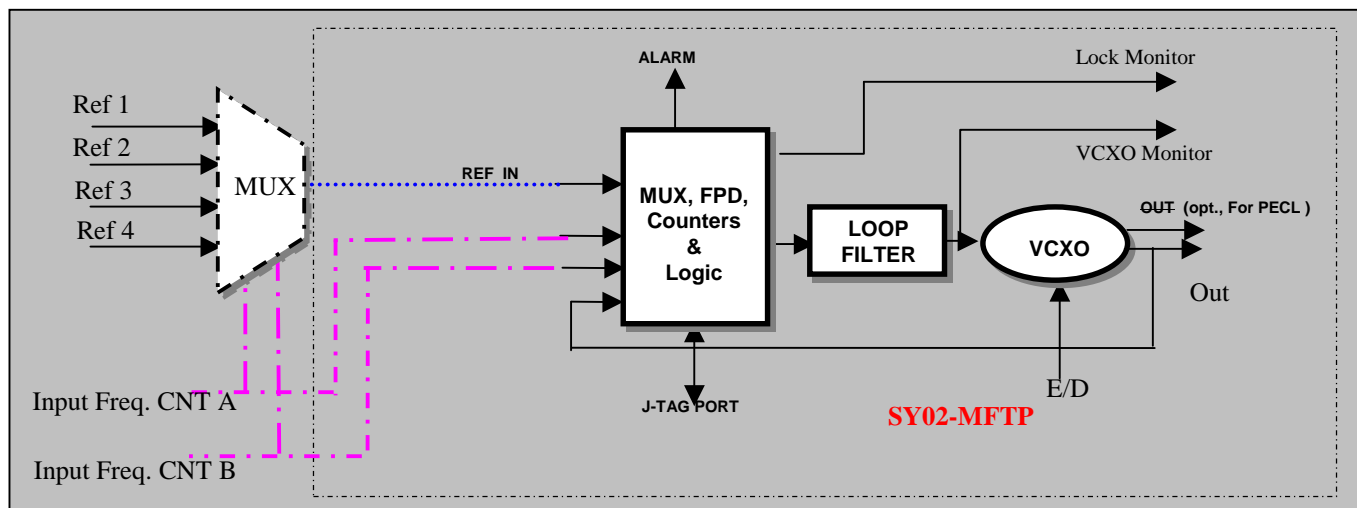 ALARM
Lock Monitor
Ref 1
Ref 2
Ref 3
Ref 4
MUX
REF IN
MUX, FPD,
Counters
&
Logic
LOOP
FILTER
VCXO
VCXO Monitor
OUT (opt., For PECL )
Out
E/D
J-TAG PORT
SY02-MFTP
Input Freq. CNT A
Input Freq. CNT B